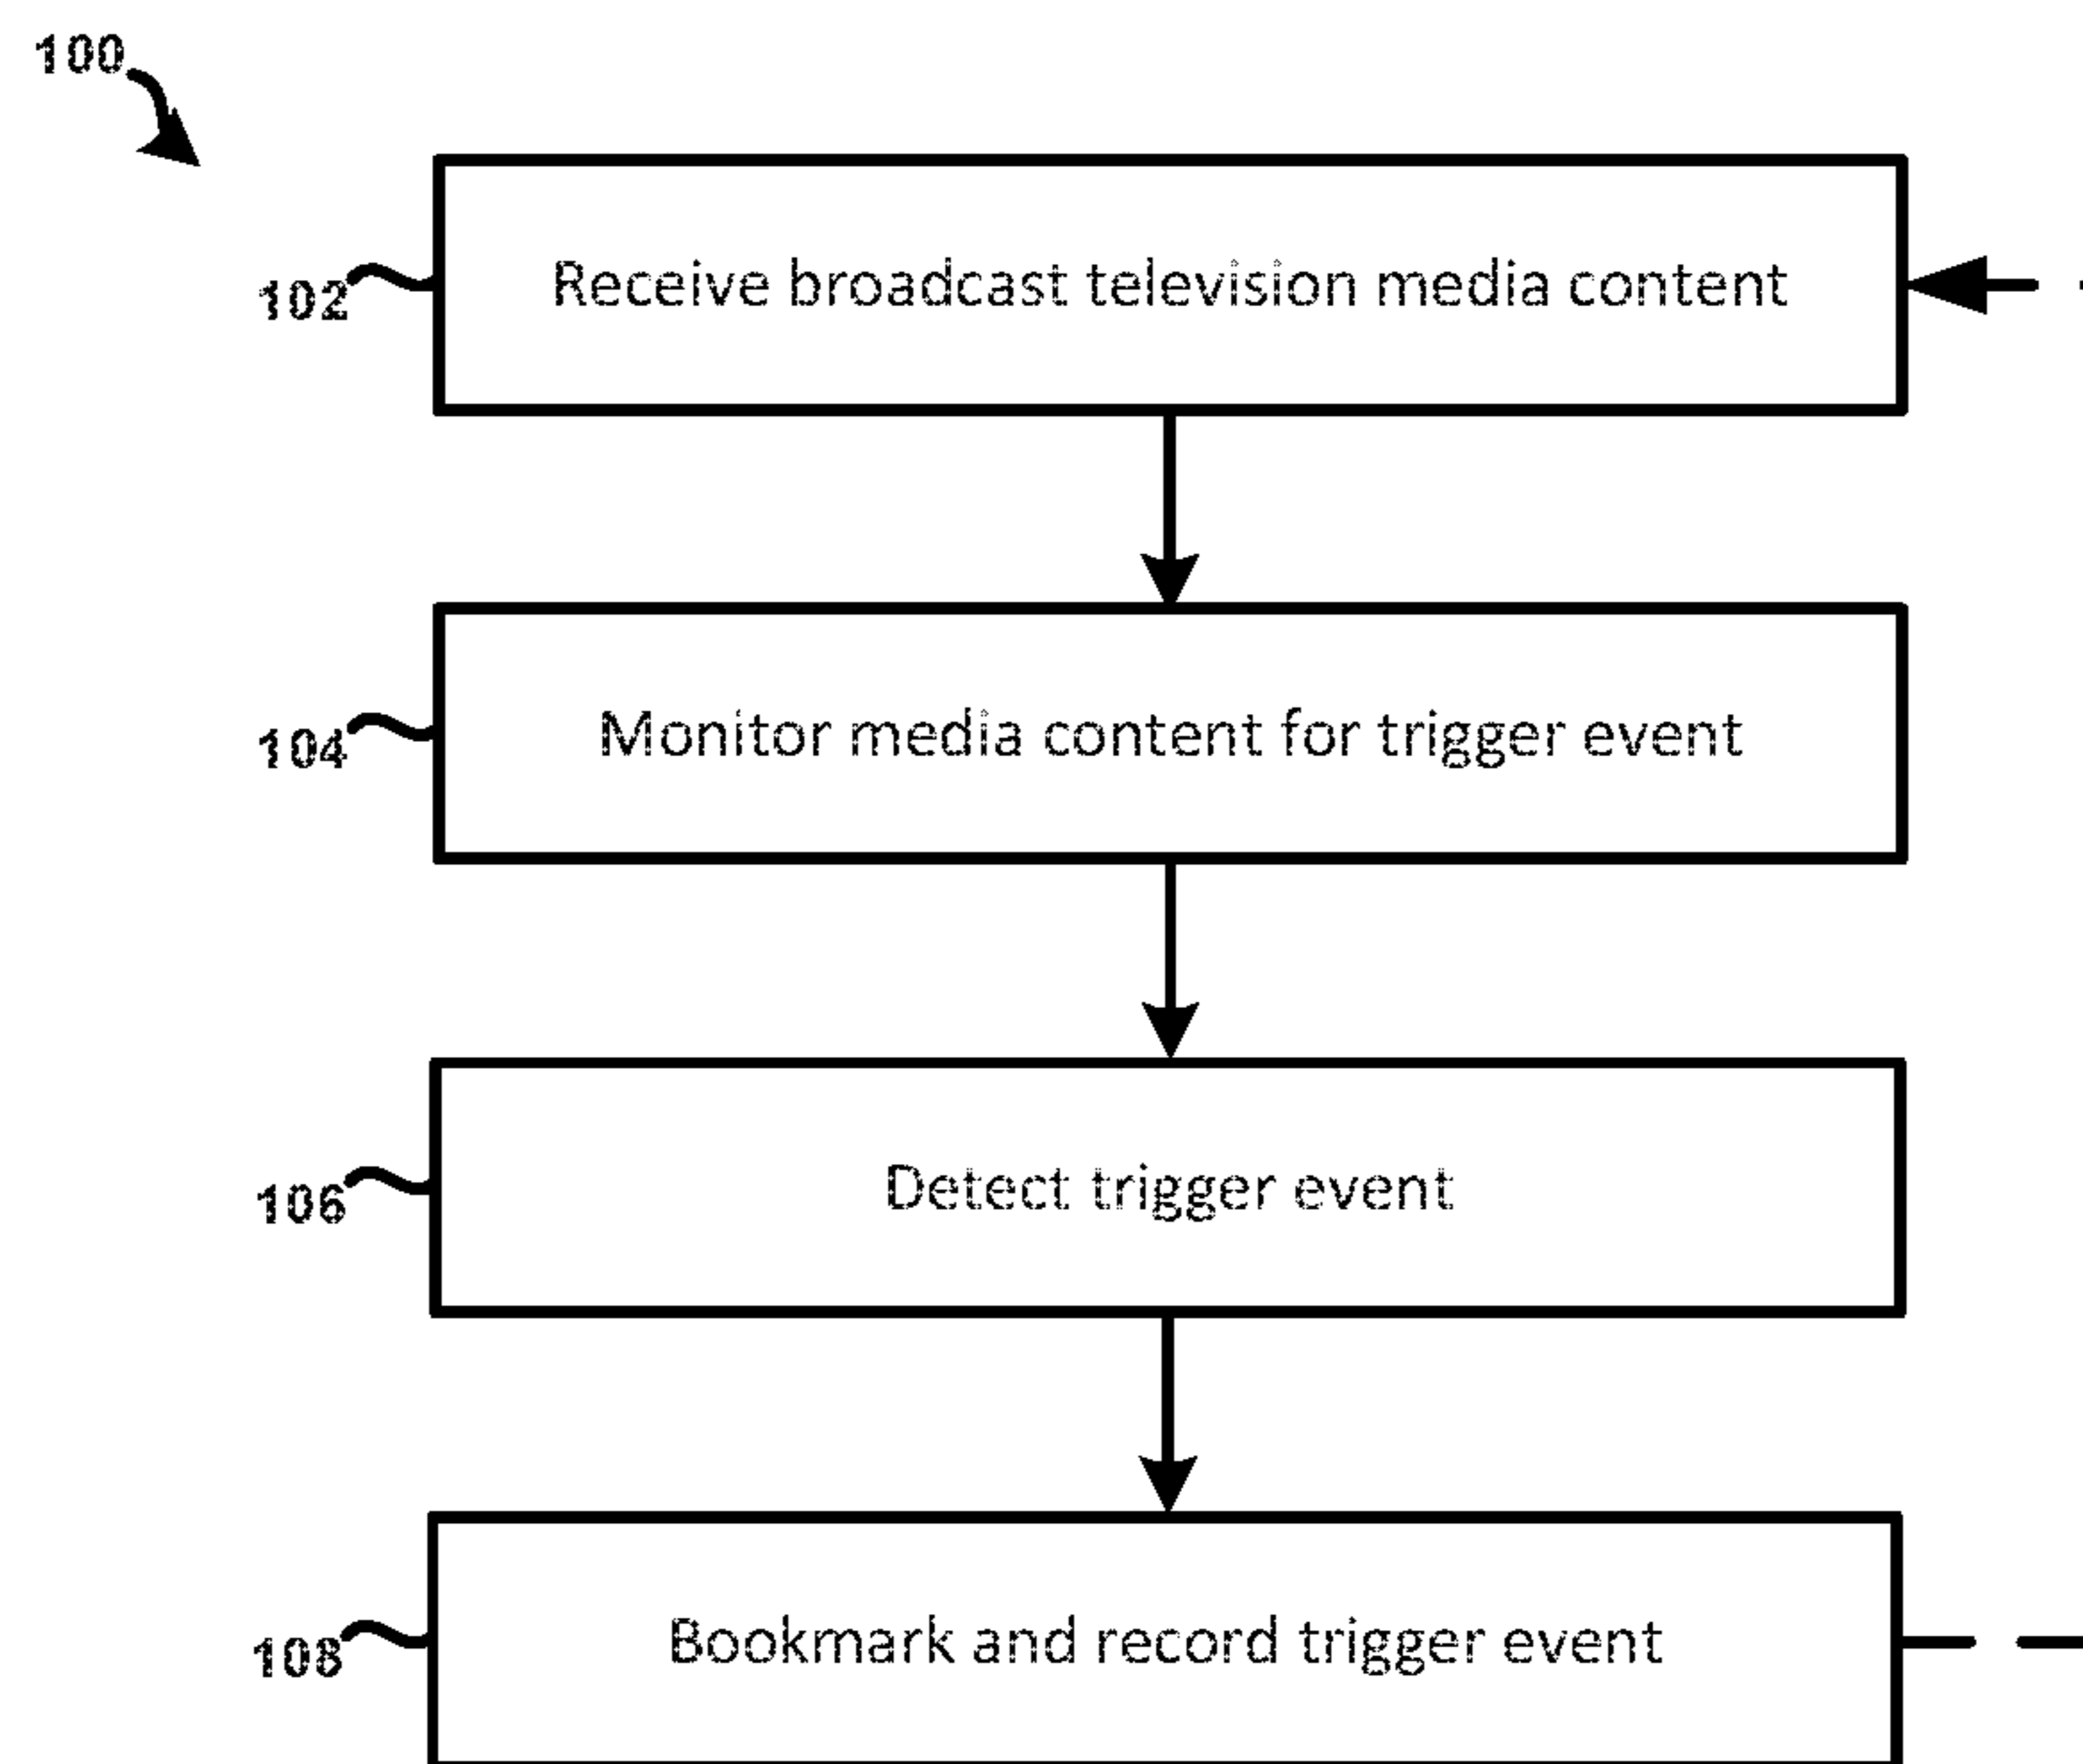 100
102
Receive broadcast television media content
104
Monitor media content for trigger event
106
Detect trigger event
108
Bookmark and record trigger event